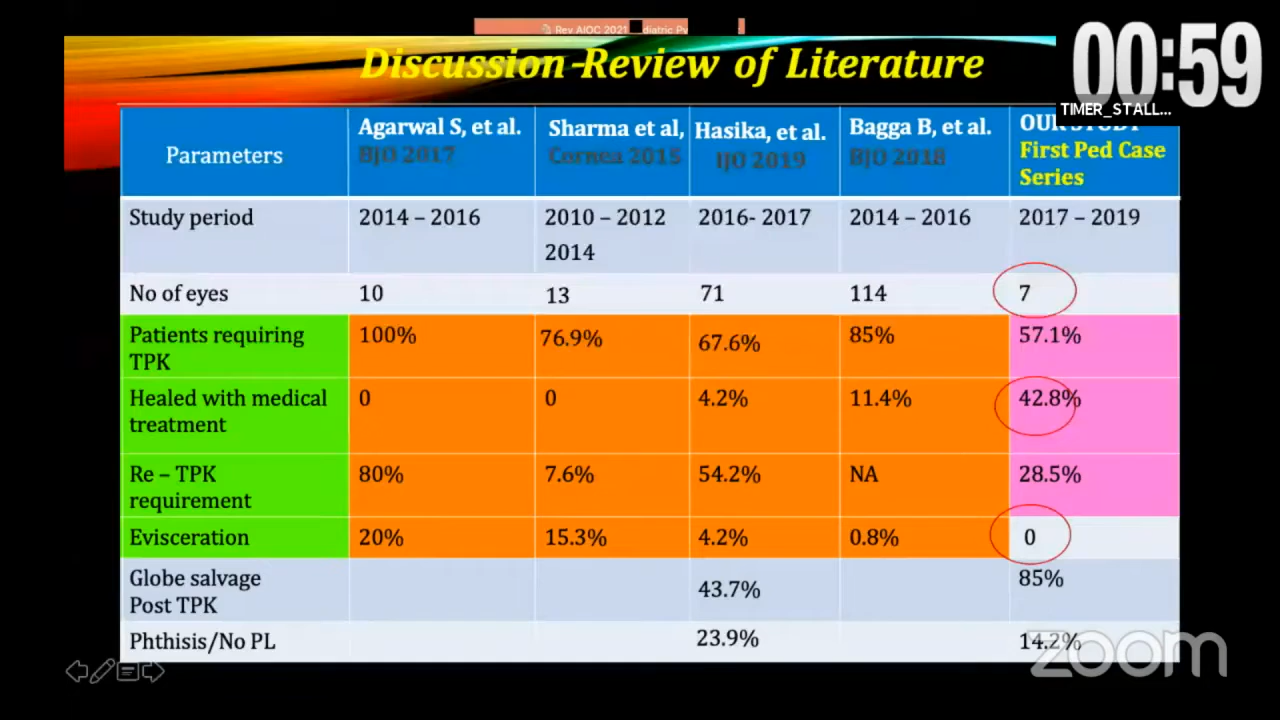 Rev AIOC 2021
00:59
TIMER_STALL...
Discussion-Review of Literature
Parameters
Agarwal S, et al.
BJO 2017
Sharma et al,
Cornea 2015
Hasika, et al.
IJO 2019
Bagga B, et al.
BJO 2018
OUR STUDY
First Ped Case
Series
Study period
2014 – 2016
2010 – 2012
2014
2016- 2017
2014 – 2016
2017 – 2019
No of eyes
10
13
71
114
7
Patients requiring
TPK
100%
76.9%
67.6%
85%
57.1%
Healed with medical
treatment
0
0
4.2%
11.4%
42.8%
Re – TPK
requirement
80%
7.6%
54.2%
NA
28.5%
Evisceration
20%
15.3%
4.2%
0.8%
0
Globe salvage
Post TPK
43.7%
85%
Phthisis/No PL
23.9%
14.2%
zoom